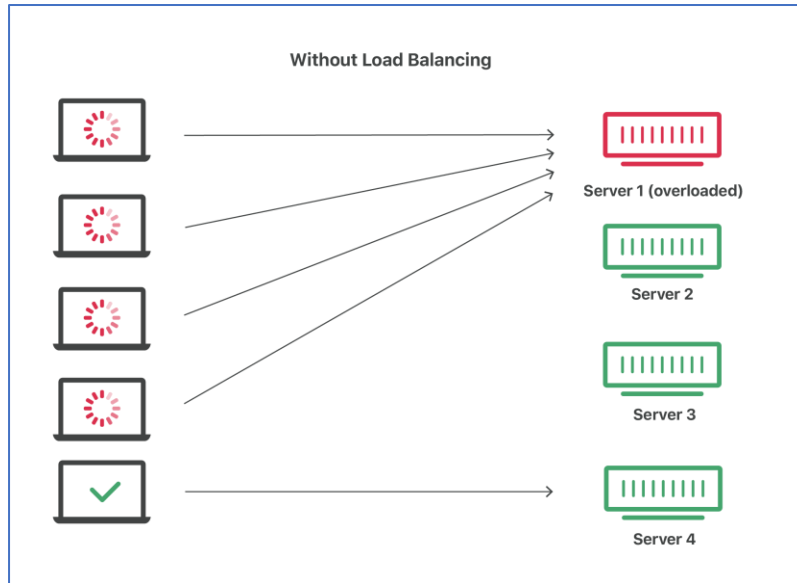 Without Load Balancing
Server 1 (overloaded)
Server 2
Server 3
Server 4